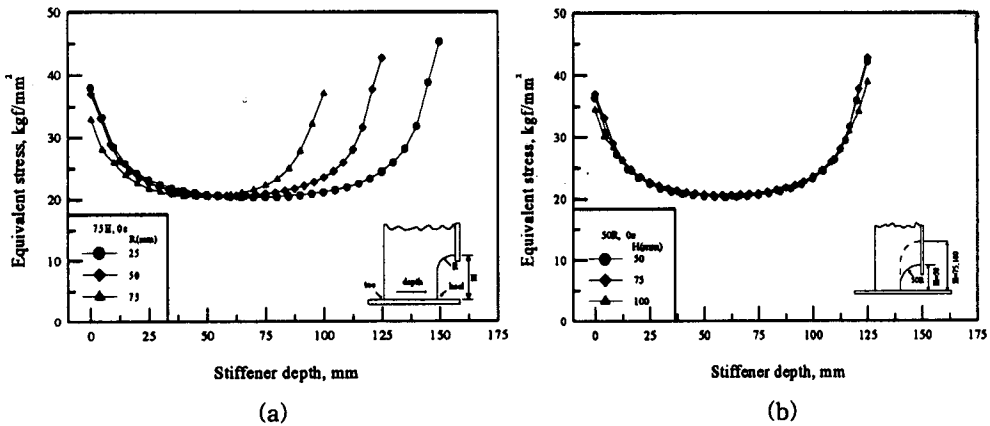 50
40
30
20
10
0
Equivalent stress, kgf/mm²
75H, 0s
R(mm)
25
50
75
toe
depth
heel
R
H
0 25 50 75 100 125 150 175
Stiffener depth, mm
(a)
50
40
30
20
10
0
Equivalent stress, kgf/mm²
50R, 0s
H(mm)
50
75
100
50R
H=50
H=75,100
0 25 50 75 100 125 150 175
Stiffener depth, mm
(b)